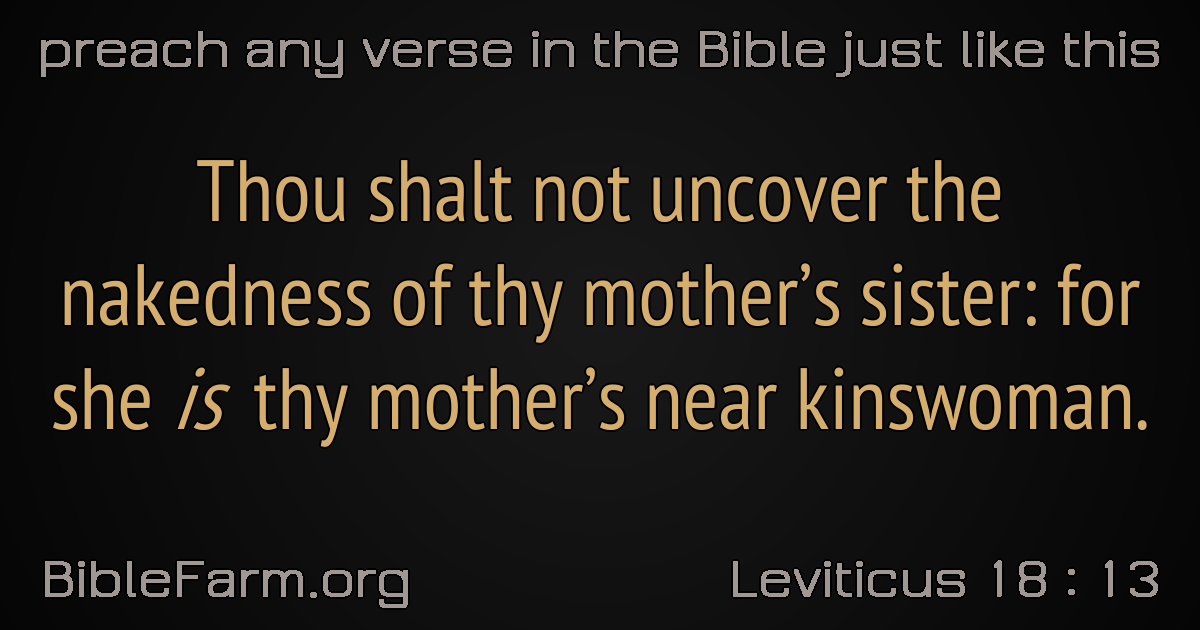 preach any verse in the Bible just like this
Thou shalt not uncover the
nakedness of thy mother’s sister: for
she is thy mother’s near kinswoman.
BibleFarm.org
Leviticus 18 : 13